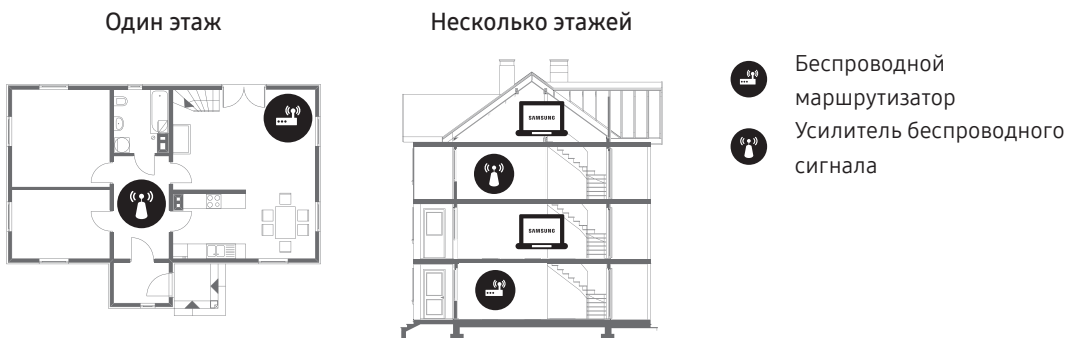 Один этаж
Несколько этажей
Беспроводной
маршрутизатор
Усилитель беспроводного
сигнала
SAMSUNG
SAMSUNG